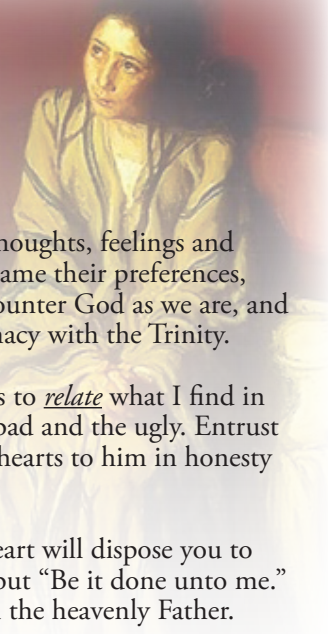 houghts, feelings and
ame their preferences,
ounter God as we are, and
nacy with the Trinity.
s to relate what I find in
bad and the ugly. Entrust
hearts to him in honesty
eart will dispose you to
out “Be it done unto me.”
the heavenly Father.